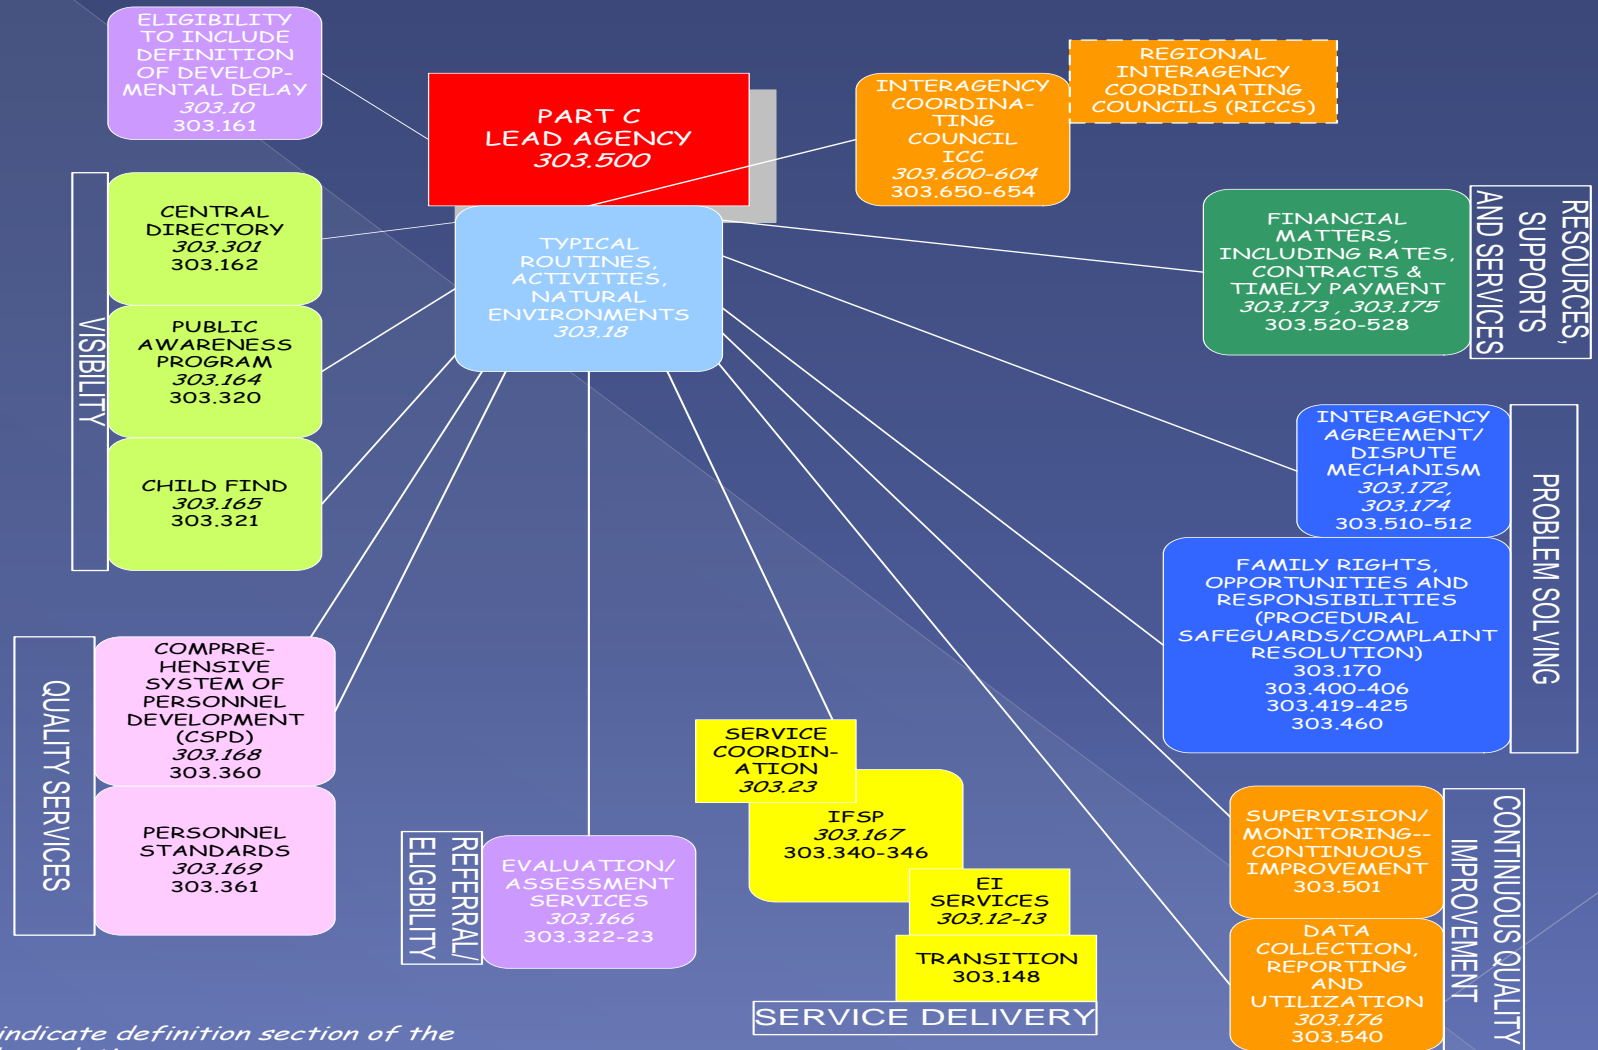 ELIGIBILITY
TO INCLUDE
DEFINITION
OF DEVELOP-
MENTAL DELAY
303.10
303.161
PART C
LEAD AGENCY
303.500
INTERAGENCY
COORDINA-
TING
COUNCIL
ICC
303.600-604
303.650-654
REGIONAL
INTERAGENCY
COORDINATING
COUNCILS (RICCS)
VISIBILITY
CENTRAL
DIRECTORY
303.301
303.162
PUBLIC
AWARENESS
PROGRAM
303.164
303.320
CHILD FIND
303.165
303.321
TYPICAL
ROUTINES,
ACTIVITIES,
NATURAL
ENVIRONMENTS
303.18
FINANCIAL
MATTERS,
INCLUDING RATES,
CONTRACTS &
TIMELY PAYMENT
303.173 , 303.175
303.520-528
RESOURCES,
SUPPORTS
AND SERVICES
INTERAGENCY
AGREEMENT/
DISPUTE
MECHANISM
303.172,
303.174
303.510-512
FAMILY RIGHTS,
OPPORTUNITIES AND
RESPONSIBILITIES
(PROCEDURAL
SAFEGUARDS/COMPLAINT
RESOLUTION)
303.170
303.400-406
303.419-425
303.460
PROBLEM SOLVING
QUALITY SERVICES
COMPRRE-
HENSIVE
SYSTEM OF
PERSONNEL
DEVELOPMENT
(CSPD)
303.168
303.360
PERSONNEL
STANDARDS
303.169
303.361
REFERRAL/
ELIGIBILITY
EVALUATION/
ASSESSMENT
SERVICES
303.166
303.322-23
SERVICE
COORDIN-
ATION
303.23
IFSP
303.167
303.340-346
EI
SERVICES
303.12-13
TRANSITION
303.148
SERVICE DELIVERY
SUPERVISION/
MONITORING--
CONTINUOUS
IMPROVEMENT
303.501
DATA
COLLECTION,
REPORTING
AND
UTILIZATION
303.176
303.540
CONTINUOUS QUALITY
IMPROVEMENT
indicate definition section of the